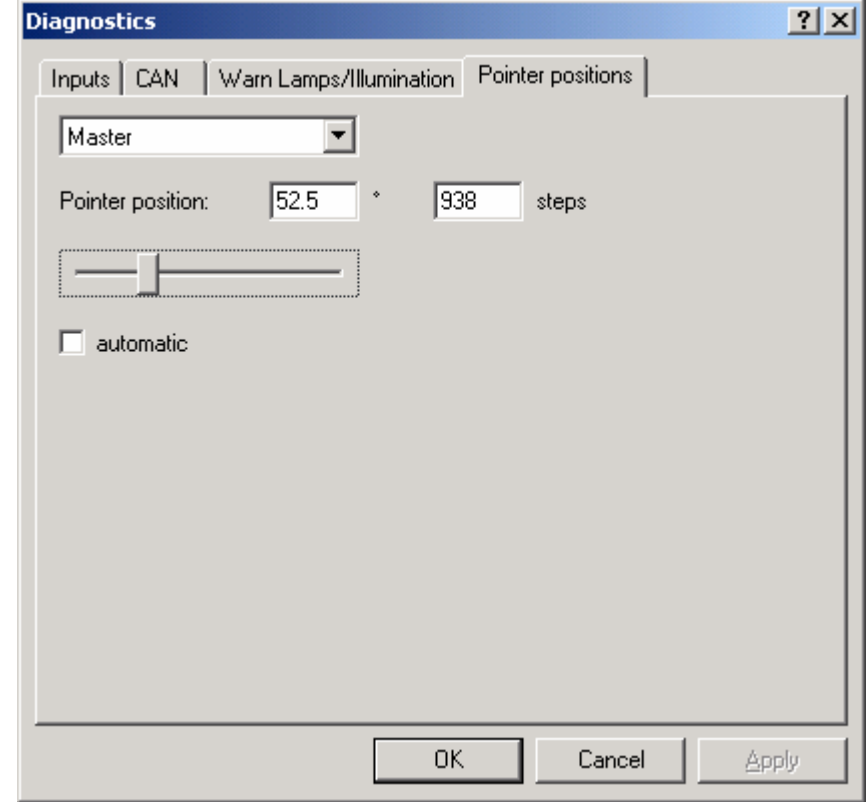 Diagnostics
Inputs CAN Warn Lamps/Illumination Pointer positions
Master
Pointer position: 52.5 ° 938 steps
automatic
OK Cancel Apply